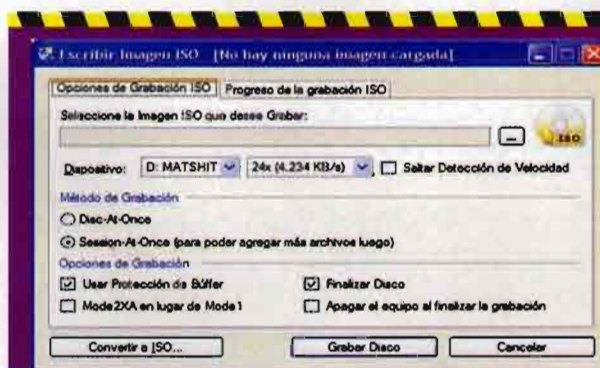 Escribir Imagen ISO [No hay ninguna imagen cargada]
Opciones de Grabación ISO Progreso de la grabación ISO
Seleccione la Imagen ISO que desee Grabar:
...
ISO
Dispositivo: D: MATSHIT 24x (4.234 KB/s) Saltar Detección de Velocidad
Método de Grabación
Disc-At-Once
Session-At-Once (para poder agregar más archivos luego)
Opciones de Grabación
Usar Protección de Búffer Finalizar Disco
Mode2XA en lugar de Mode1 Apagar el equipo al finalizar la grabación
Convertir a ISO... Grabar Disco Cancelar